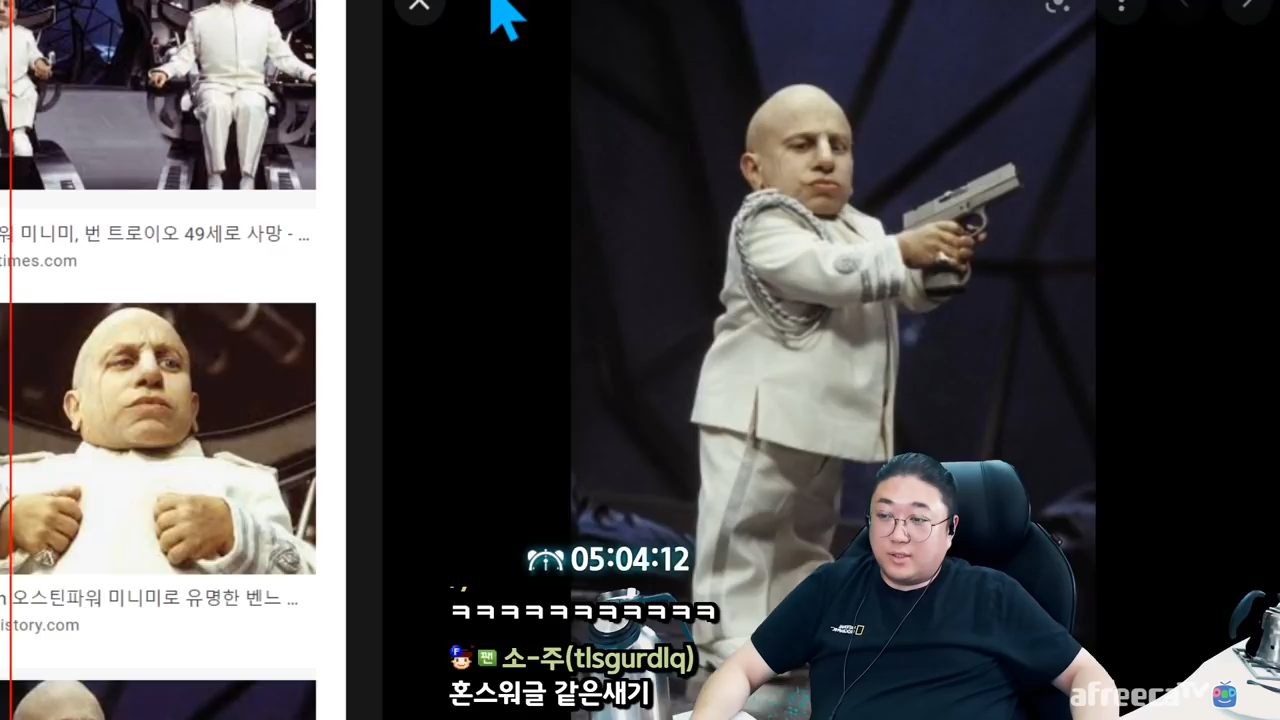 워 미니미, 번 트로이오 49세로 사망 - ...
times.com
오스틴파워 미니미로 유명한 벤느 ...
istory.com
05:04:12
ㅋㅋㅋㅋㅋㅋㅋㅋㅋㅋㅋ
F 팬 소-주(tlsgurdlq)
혼스워글 같은새기
afreecaTV